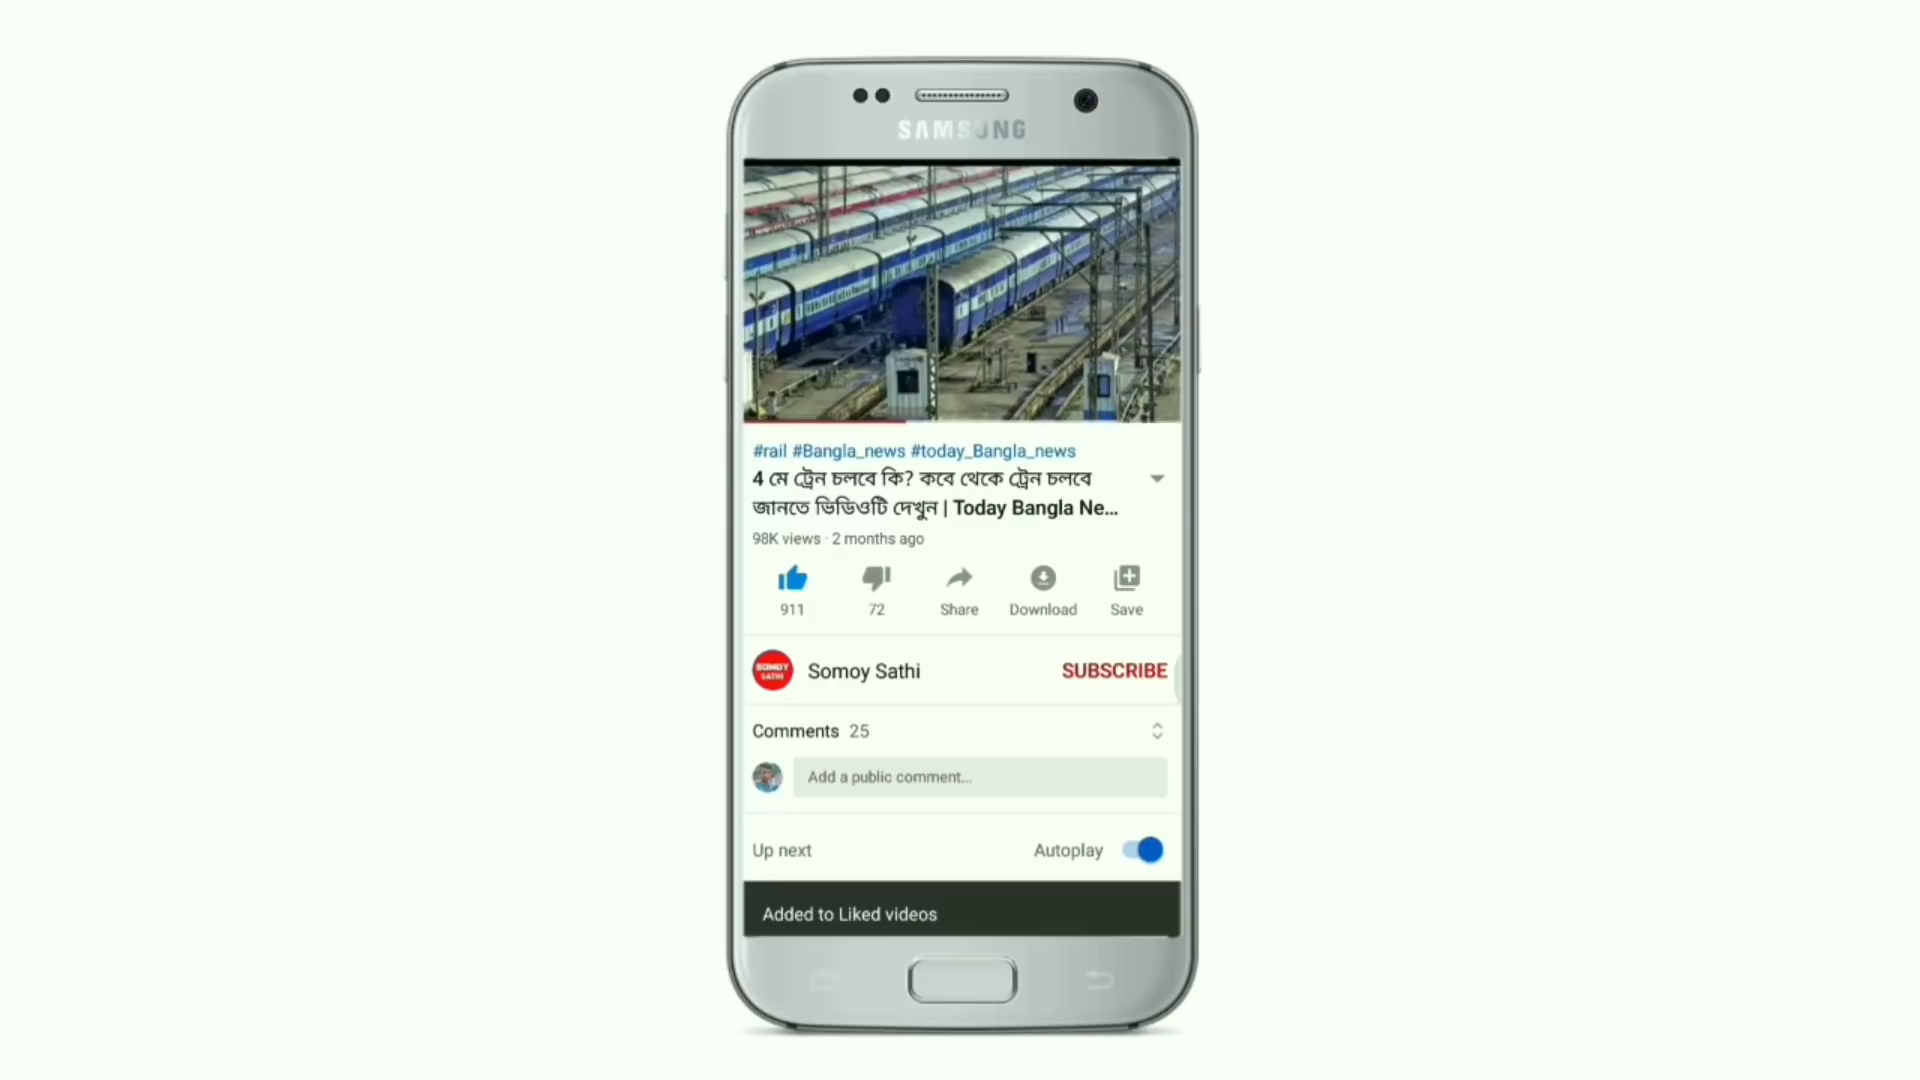 SAMSUNG
#rail #Bangla_news #today_Bangla_news
4 মে ট্রেন চলবে কি? কবে থেকে ট্রেন চলবে
জানতে ভিডিওটি দেখুন | Today Bangla Ne...
98K views · 2 months ago
911 72 Share Download Save
SOMOY
SATHI
Somoy Sathi SUBSCRIBE
Comments 25
Add a public comment...
Up next Autoplay
Added to Liked videos